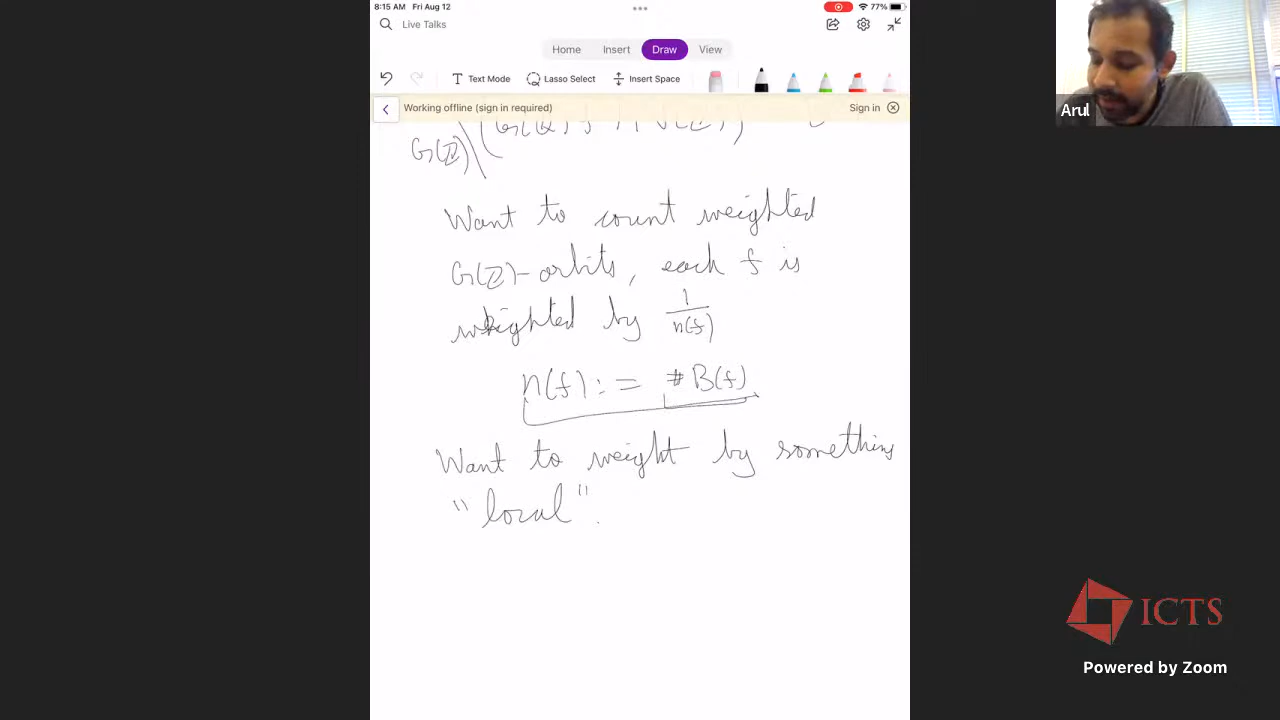 8:15 AM Fri Aug 12
77%
Live Talks
Home Insert Draw View
Text Mode Lasso Select Insert Space
Working offline (sign in required)
Sign in
G(ℤ)\
Want to count weighted
G(ℤ)-orbits, each f is
weighted by 1/n(f)
n(f) := #B(f)
Want to weight by something
"local".
Arul
ICTS
Powered by Zoom